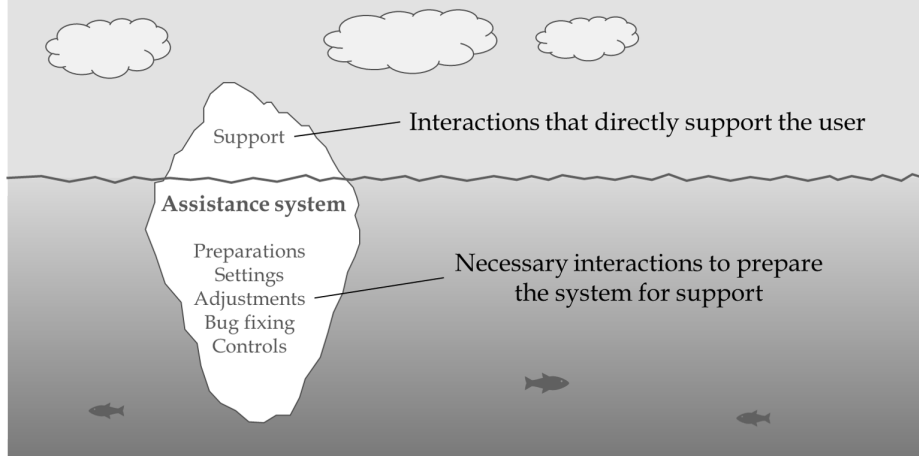 Support
Interactions that directly support the user
Assistance system
Preparations
Settings
Adjustments
Bug fixing
Controls
Necessary interactions to prepare
the system for support